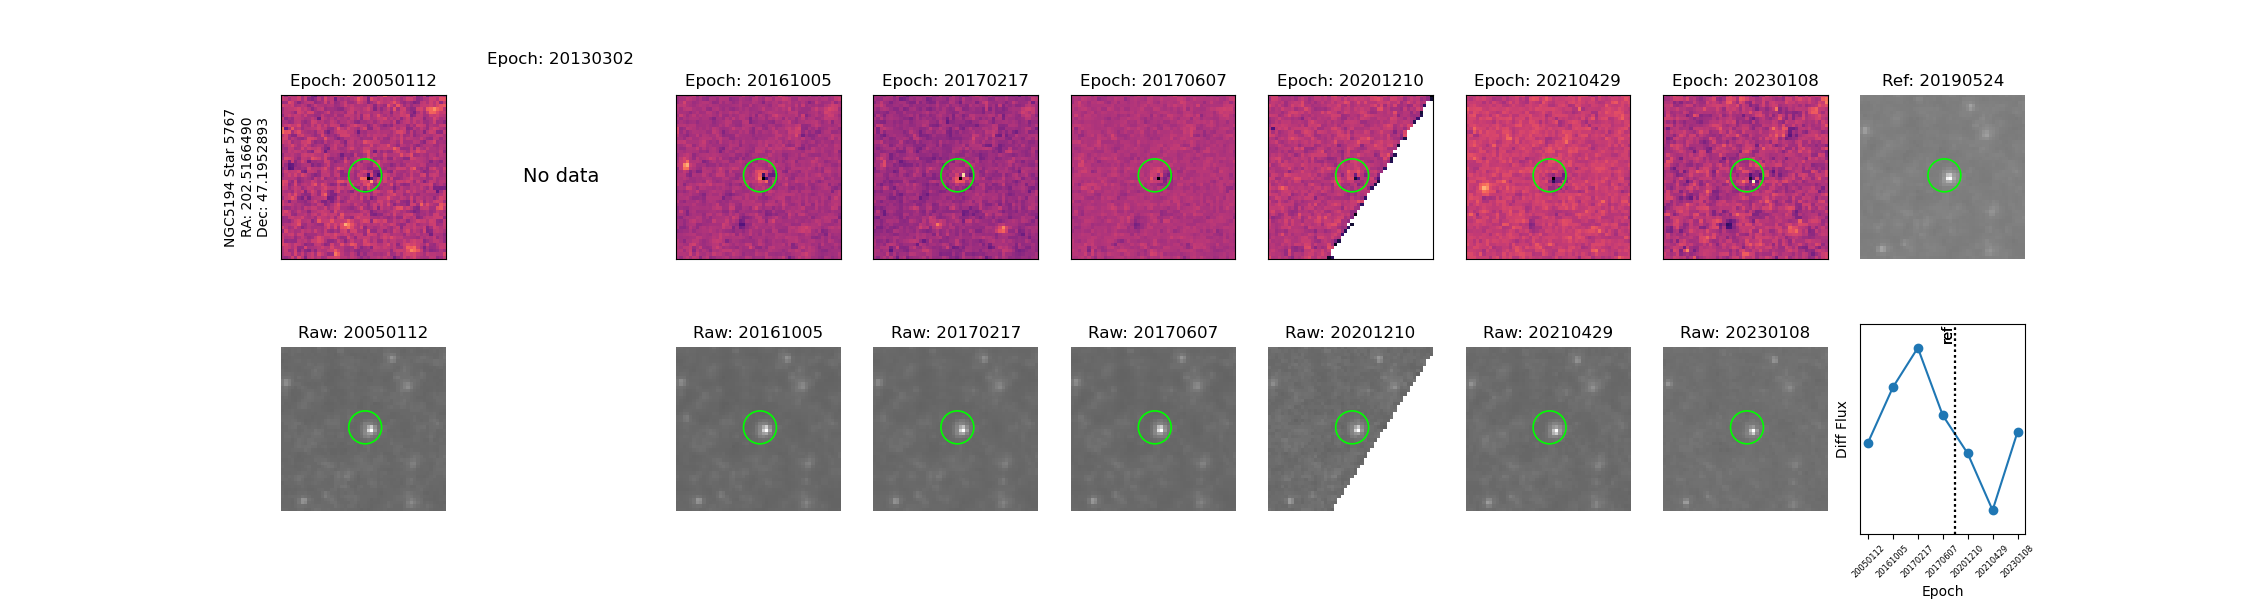 Epoch: 20130302
Epoch: 20050112
Epoch: 20161005
Epoch: 20170217
Epoch: 20170607
Epoch: 20201210
Epoch: 20210429
Epoch: 20230108
Ref: 20190524
NGC5194 Star 5767
RA: 202.5166490
Dec: 47.1952893
No data
Raw: 20050112
Raw: 20161005
Raw: 20170217
Raw: 20170607
Raw: 20201210
Raw: 20210429
Raw: 20230108
ref
Diff Flux
20050112
20161005
20170217
20170607
20201210
20210429
20230108
Epoch